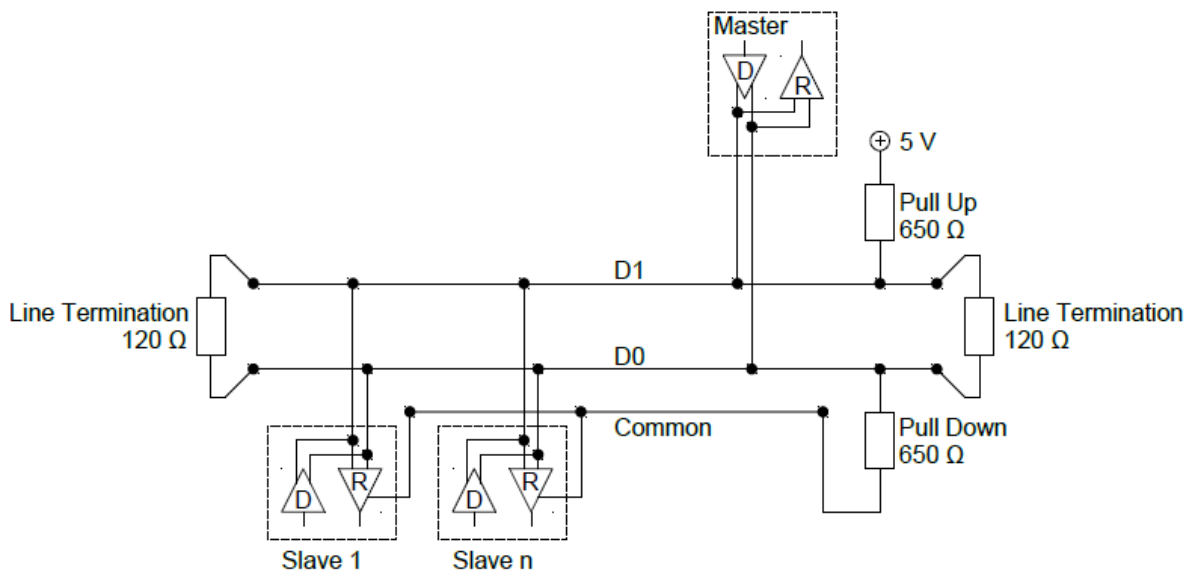 Master
D
R
5 V
Pull Up
650 Ω
D1
Line Termination
120 Ω
Line Termination
120 Ω
D0
Common
Pull Down
650 Ω
D
R
D
R
Slave 1
Slave n